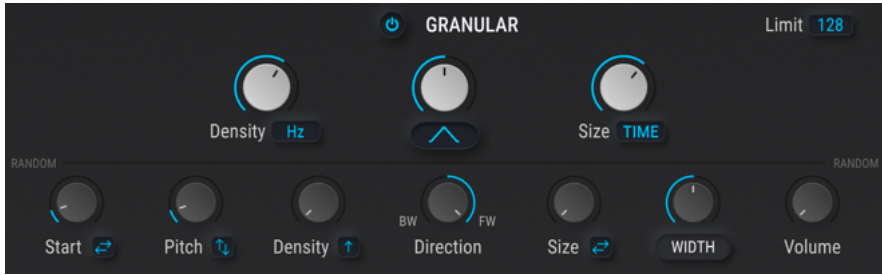 GRANULAR Limit 128
Density Hz Size TIME
RANDOM RANDOM
BW FW
Start Pitch Density Direction Size WIDTH Volume